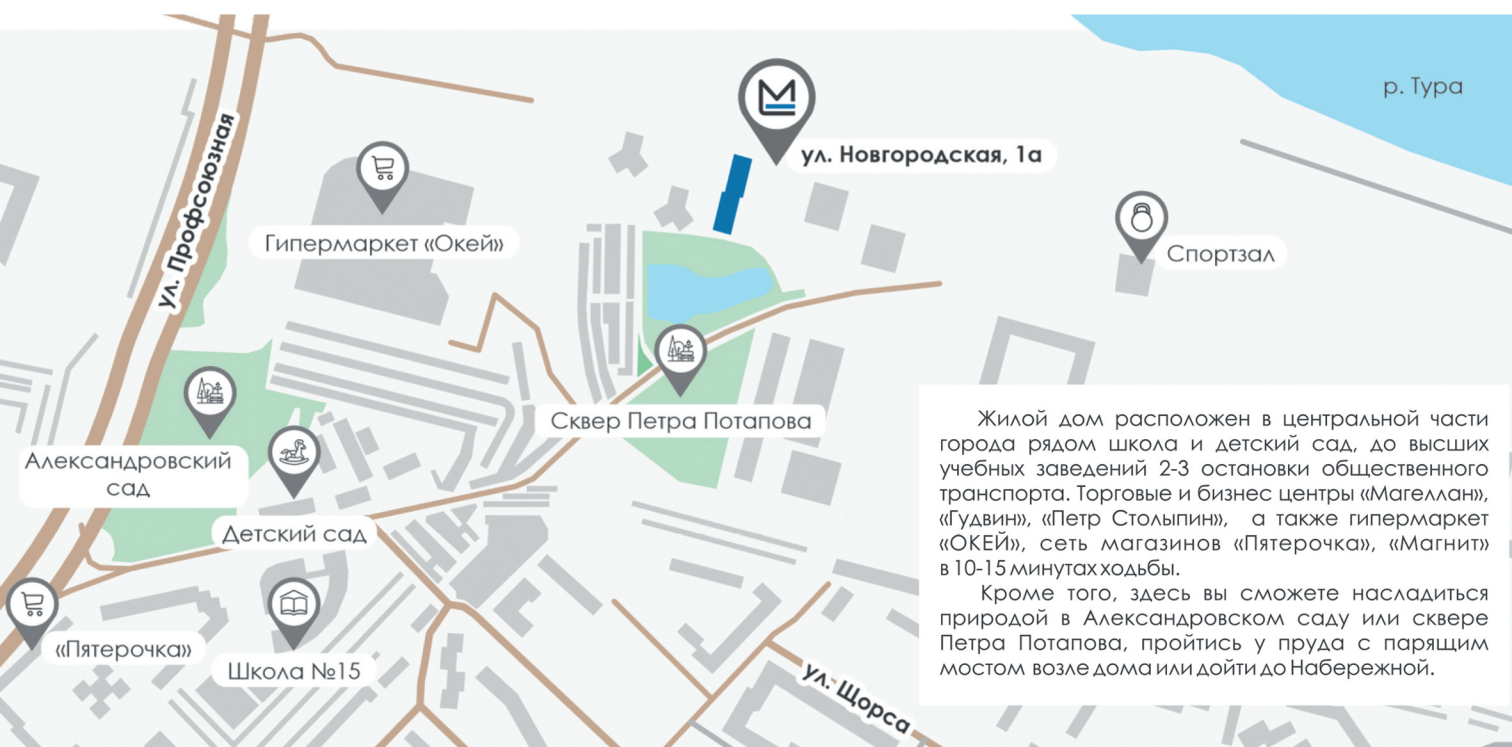 р. Тура
ул. Новгородская, 1а
ул. Профсоюзная
Гипермаркет «Окей»
Спортзал
Сквер Петра Потапова
Александровский
сад
Детский сад
«Пятерочка»
Школа №15
ул. Щорса
Жилой дом расположен в центральной части
города рядом школа и детский сад, до высших
учебных заведений 2-3 остановки общественного
транспорта. Торговые и бизнес центры «Магеллан»,
«Гудвин», «Петр Столыпин», а также гипермаркет
«ОКЕЙ», сеть магазинов «Пятерочка», «Магнит»
в 10-15 минутах ходьбы.
Кроме того, здесь вы сможете насладиться
природой в Александровском саду или сквере
Петра Потапова, пройтись у пруда с парящим
мостом возле дома или дойти до Набережной.